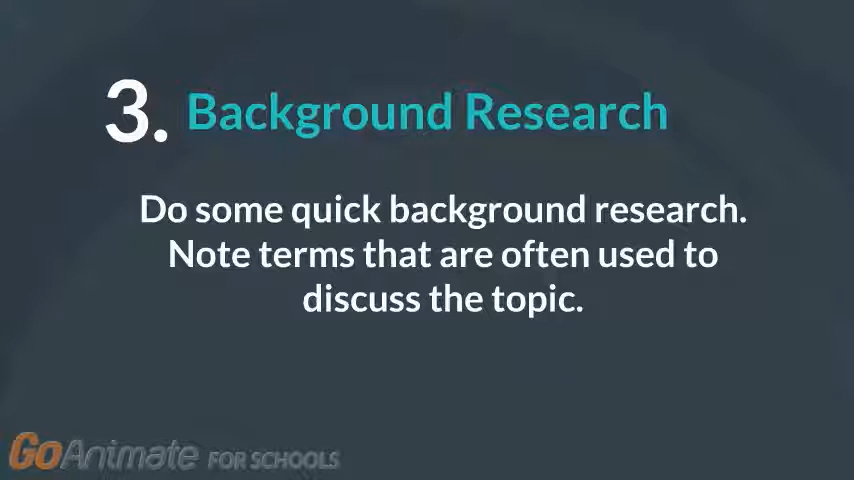 3. Background Research
Do some quick background research.
Note terms that are often used to
discuss the topic.
GoAnimate FOR SCHOOLS